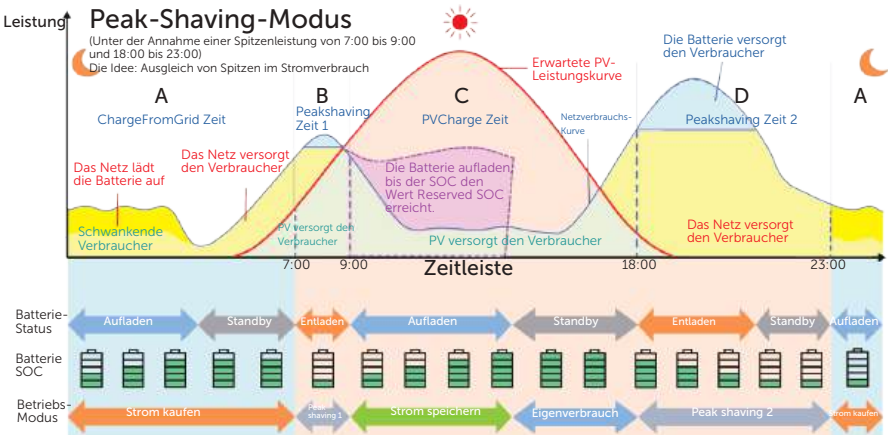 Leistung
Peak-Shaving-Modus
(Unter der Annahme einer Spitzenleistung von 7:00 bis 9:00
und 18:00 bis 23:00)
Die Idee: Ausgleich von Spitzen im Stromverbrauch
Erwartete PV-
Leistungskurve
Die Batterie versorgt
den Verbraucher
A
B
C
D
A
ChargeFromGrid Zeit
Peakshaving
Zeit 1
PVCharge Zeit
Netzverbrauchs-
Kurve
Peakshaving Zeit 2
Das Netz lädt
die Batterie auf
Das Netz versorgt
den Verbraucher
Die Batterie aufladen,
bis der SOC den
Wert Reserved SOC
erreicht.
Schwankende
Verbraucher
PV versorgt den
Verbraucher
PV versorgt den Verbraucher
Das Netz versorgt
den Verbraucher
7:00
9:00
Zeitleiste
18:00
23:00
Batterie-
Status
Aufladen
Standby
Entladen
Aufladen
Standby
Entladen
Standby
Aufladen
Batterie
SOC
Betriebs-
Modus
Strom kaufen
Peak
shaving 1
Strom speichern
Eigenverbrauch
Peak shaving 2
Strom kaufen